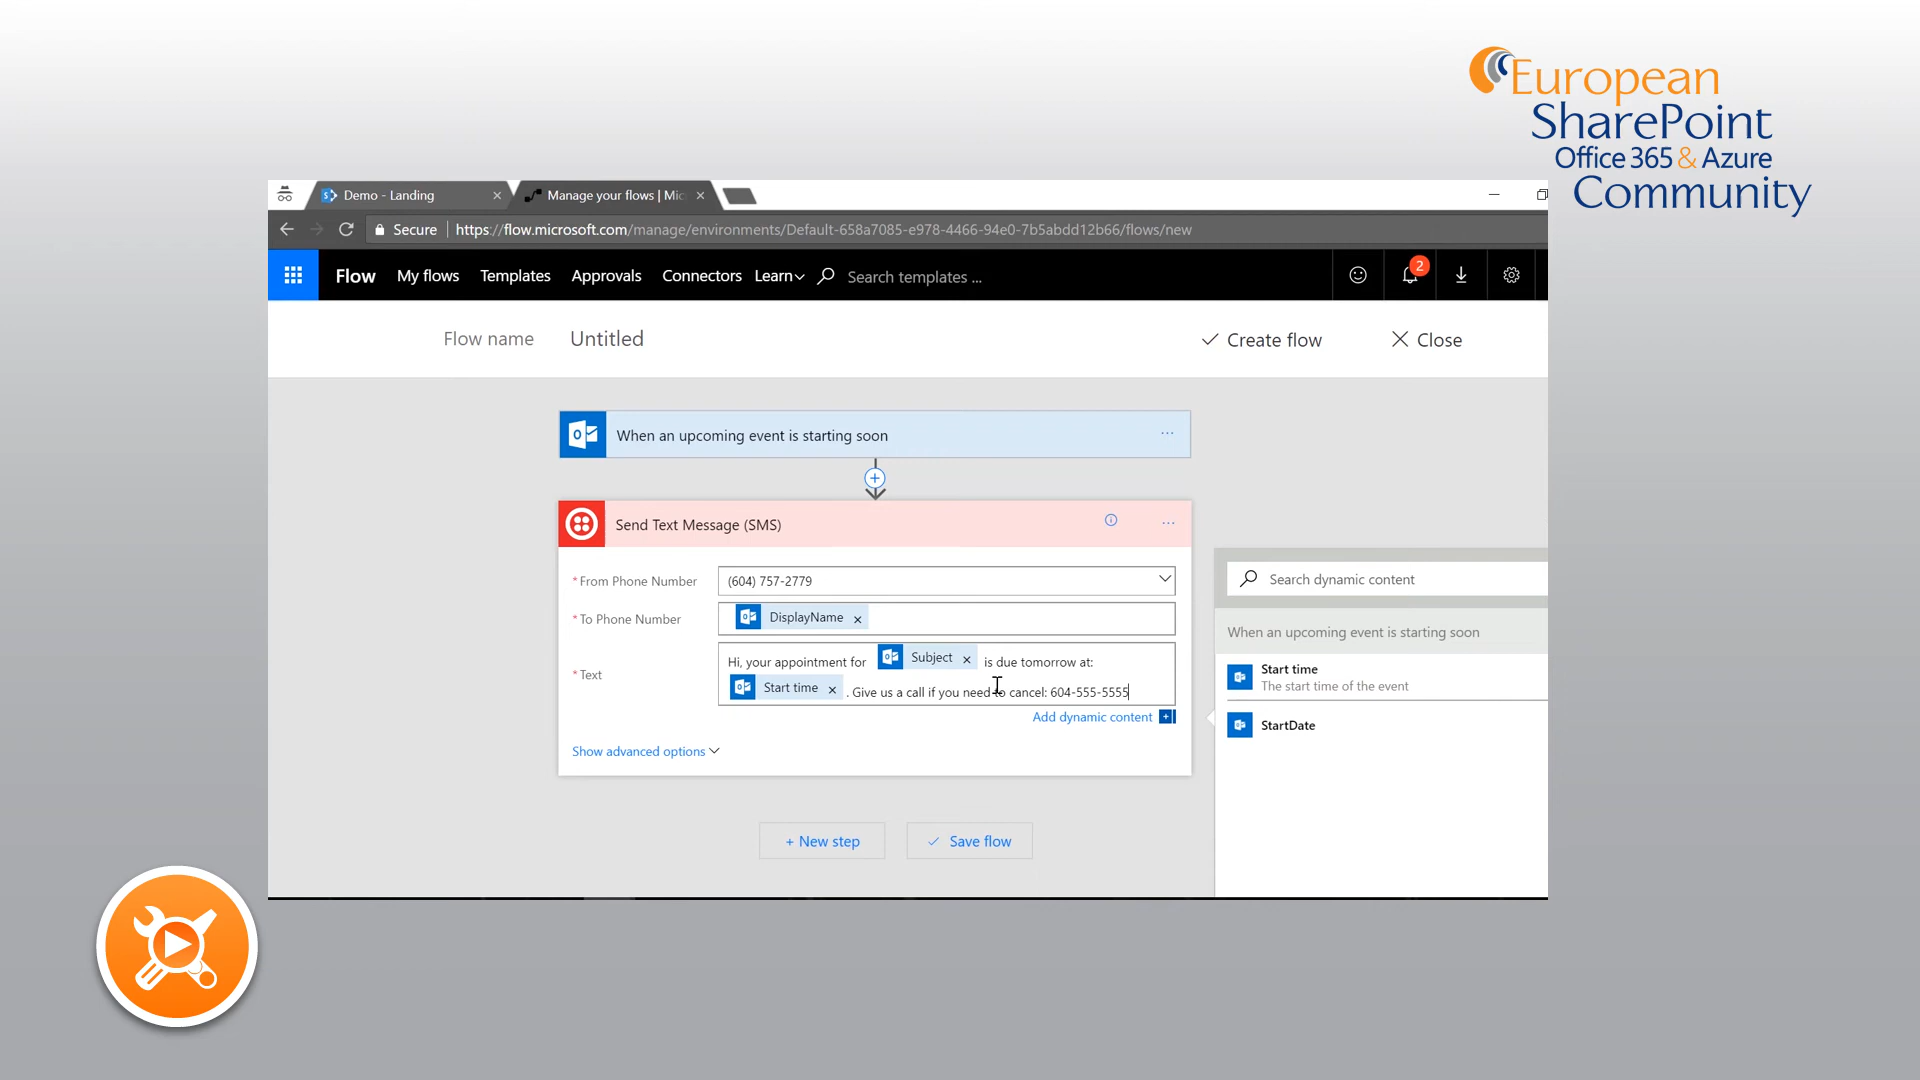 European
SharePoint
Office 365 & Azure
Community
Demo - Landing
Manage your flows | Mic
Secure | https://flow.microsoft.com/manage/environments/Default-658a7085-e978-4466-94e0-7b5abdd12b66/flows/new
Flow My flows Templates Approvals Connectors Learn Search templates ... 2
Flow name Untitled Create flow Close
When an upcoming event is starting soon ...
Send Text Message (SMS) ...
* From Phone Number (604) 757-2779
* To Phone Number DisplayName ×
* Text Hi, your appointment for Subject × is due tomorrow at:
Start time × . Give us a call if you need to cancel: 604-555-5555
Add dynamic content +
Show advanced options
+ New step Save flow
Search dynamic content
When an upcoming event is starting soon
Start time
The start time of the event
StartDate